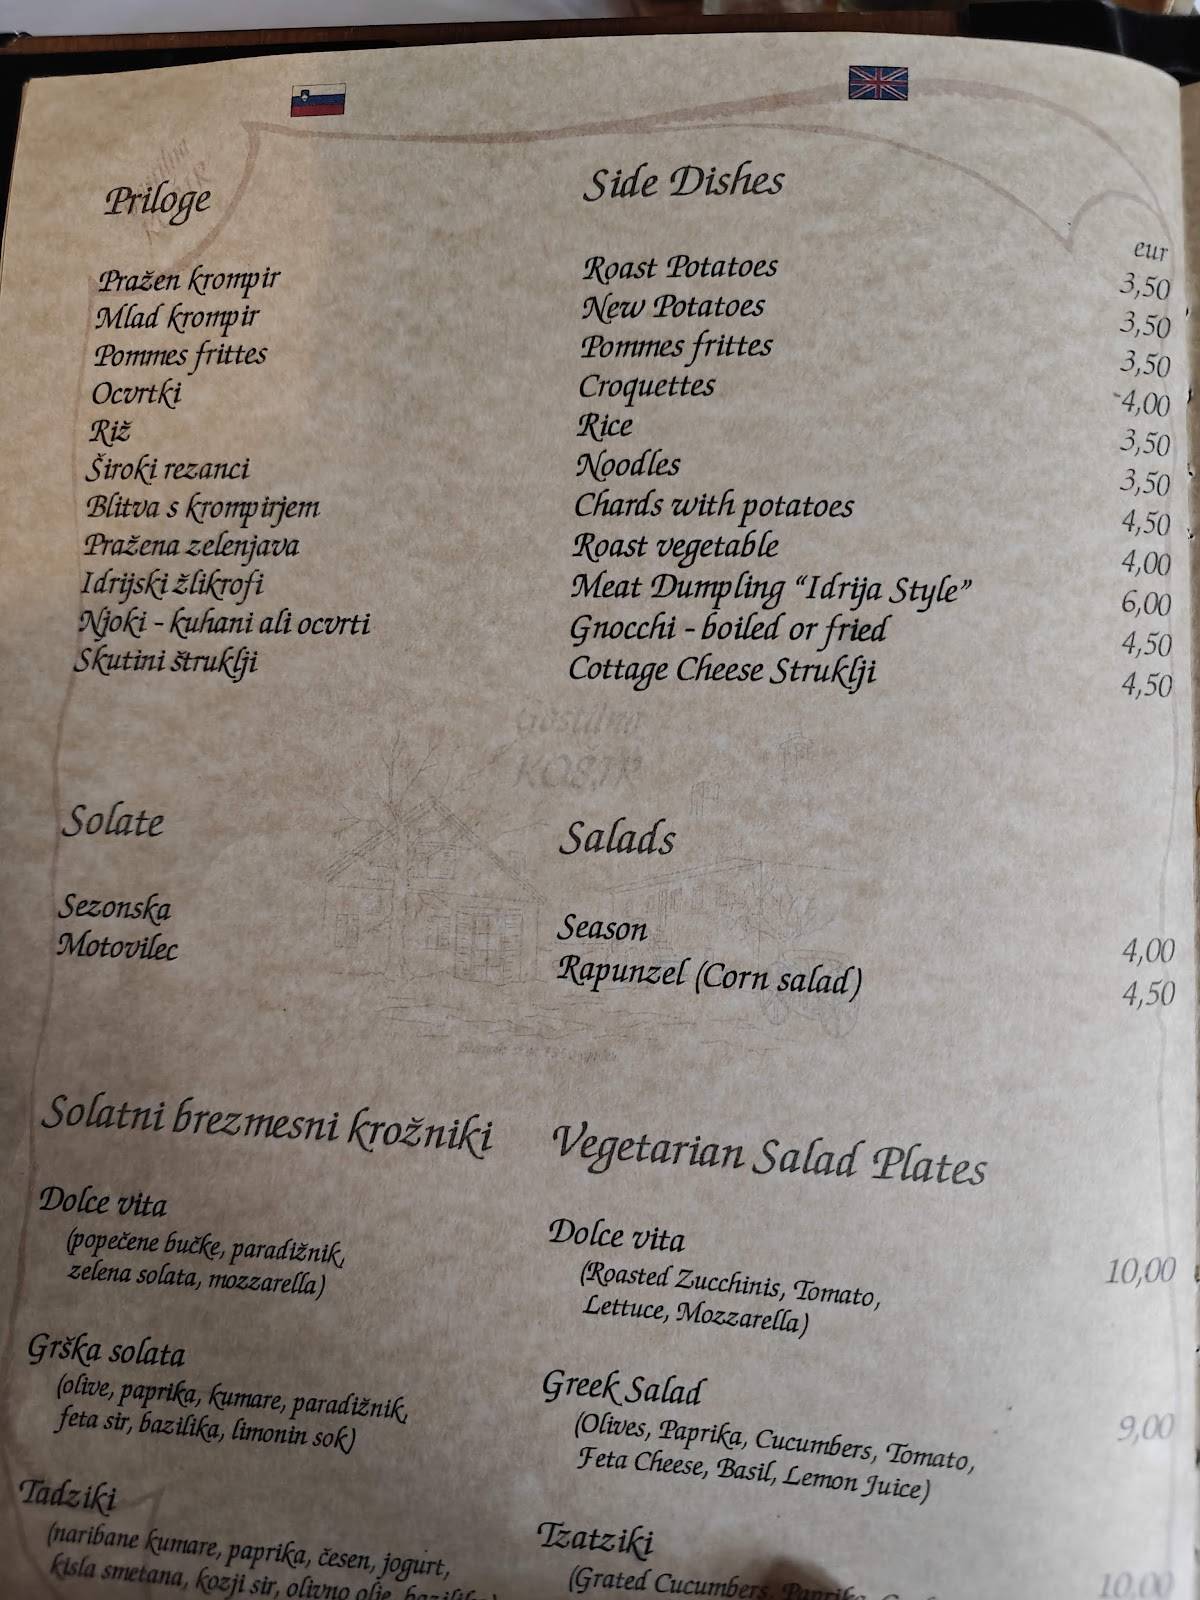 Priloge
Side Dishes
eur
Pražen krompir
Roast Potatoes
3,50
Mlad krompir
New Potatoes
3,50
Pommes frittes
Pommes frittes
3,50
Ocvrtki
Croquettes
4,00
Riž
Rice
3,50
Široki rezanci
Noodles
3,50
Blitva s krompirjem
Chards with potatoes
4,50
Pražena zelenjava
Roast vegetable
4,00
Idrijski žlikrofi
Meat Dumpling “Idrija Style”
6,00
Njoki - kuhani ali ocvrti
Gnocchi - boiled or fried
4,50
Skutini štruklji
Cottage Cheese Struklji
4,50
Gostilna
KOŠIR
Solate
Salads
Sezonska
Season
4,00
Motovilec
Rapunzel (Corn salad)
4,50
Solatni brezmesni krožniki
Vegetarian Salad Plates
Dolce vita
(popečene bučke, paradižnik,
zelena solata, mozzarella)
Dolce vita
(Roasted Zucchinis, Tomato,
Lettuce, Mozzarella)
10,00
Grška solata
(olive, paprika, kumare, paradižnik,
feta sir, bazilika, limonin sok)
Greek Salad
(Olives, Paprika, Cucumbers, Tomato,
Feta Cheese, Basil, Lemon Juice)
9,00
Tadziki
(naribane kumare, paprika, česen, jogurt,
kisla smetana, kozji sir, olivno olje, bazilika)
Tzatziki
(Grated Cucumbers, Paprika,
10,00